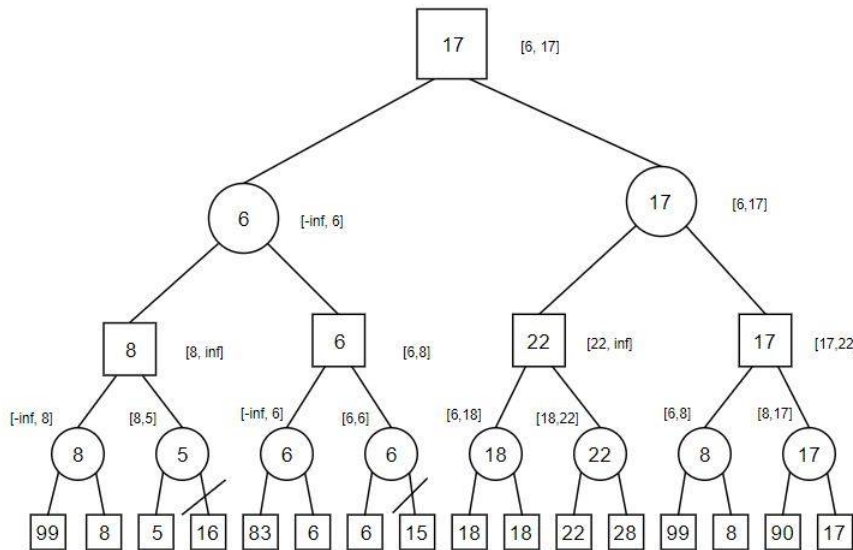 17 [6, 17]
6 [-inf, 6] 17 [6,17]
8 [8, inf] 6 [6,8] 22 [22, inf] 17 [17,22
[-inf, 8] [8,5] [-inf, 6] [6,6] [6,18] [18,22] [6,8] [8,17]
8 5 6 6 18 22 8 17
99 8 5 16 83 6 6 15 18 18 22 28 99 8 90 17